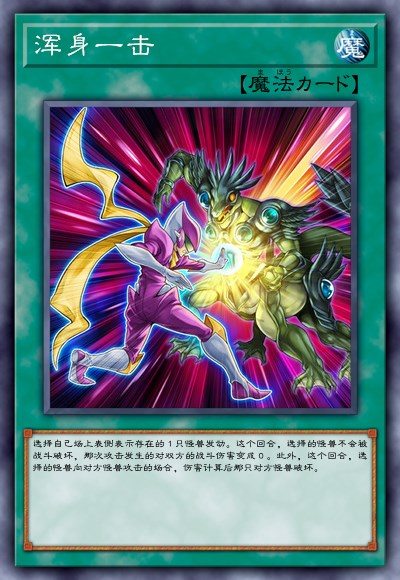 浑身一击
魔
【魔法カード】
ま ほう
选择自己场上表侧表示存在的1只怪兽发动。这个回合,选择的怪兽不会被
战斗破坏,那次攻击发生的对双方的战斗伤害变成0。此外,这个回合,选
择的怪兽向对方怪兽攻击的场合,伤害计算后那只对方怪兽破坏。